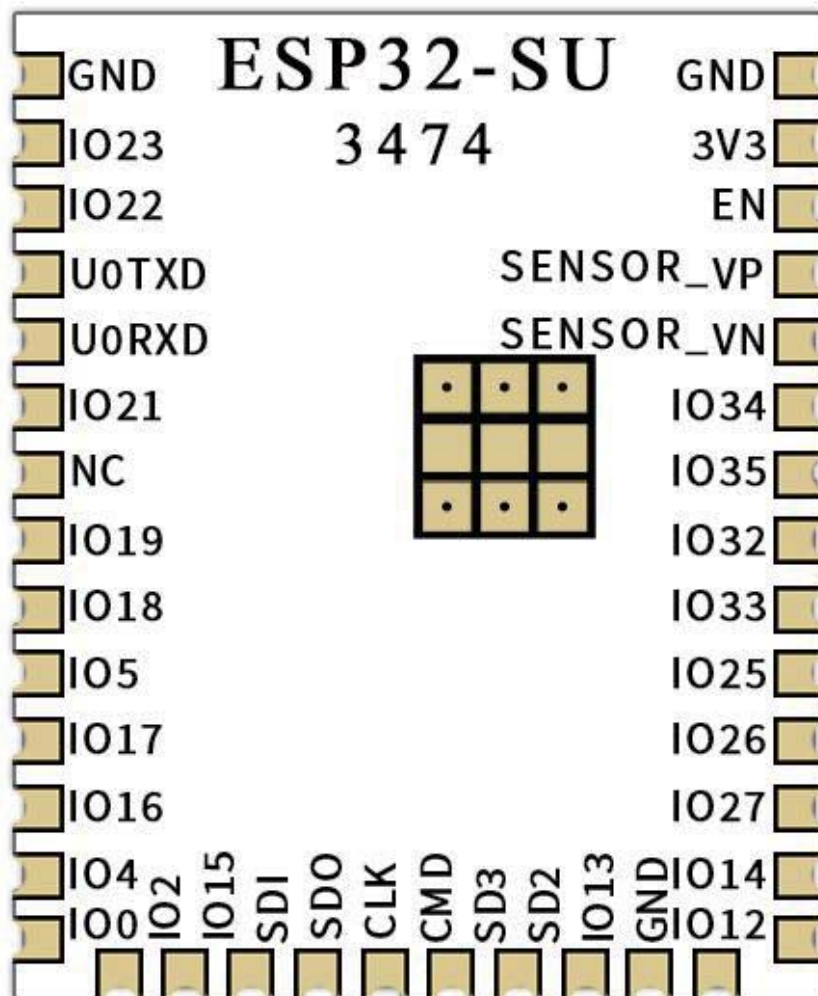 ESP32-SU
3474
GND
IO23
IO22
U0TXD
U0RXD
IO21
NC
IO19
IO18
IO5
IO17
IO16
IO4
IO0
IO2
IO15
SDI
SDO
CLK
CMD
SD3
SD2
IO13
GND
GND
3V3
EN
SENSOR_VP
SENSOR_VN
IO34
IO35
IO32
IO33
IO25
IO26
IO27
IO14
IO12